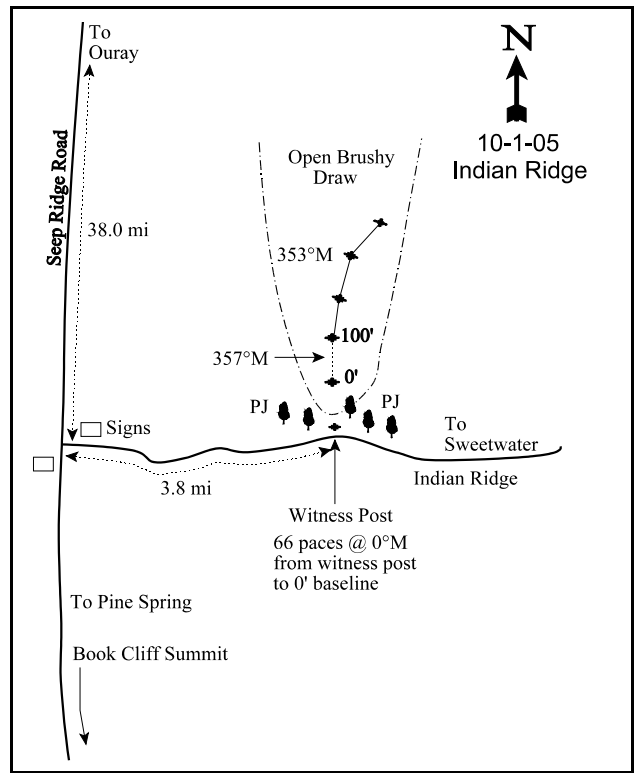 To
Ouray
N
10-1-05
Indian Ridge
Seep Ridge Road
38.0 mi
Open Brushy
Draw
353°M
100'
357°M
0'
PJ
PJ
Signs
To
Sweetwater
Indian Ridge
3.8 mi
Witness Post
66 paces @ 0°M
from witness post
to 0' baseline
To Pine Spring
Book Cliff Summit